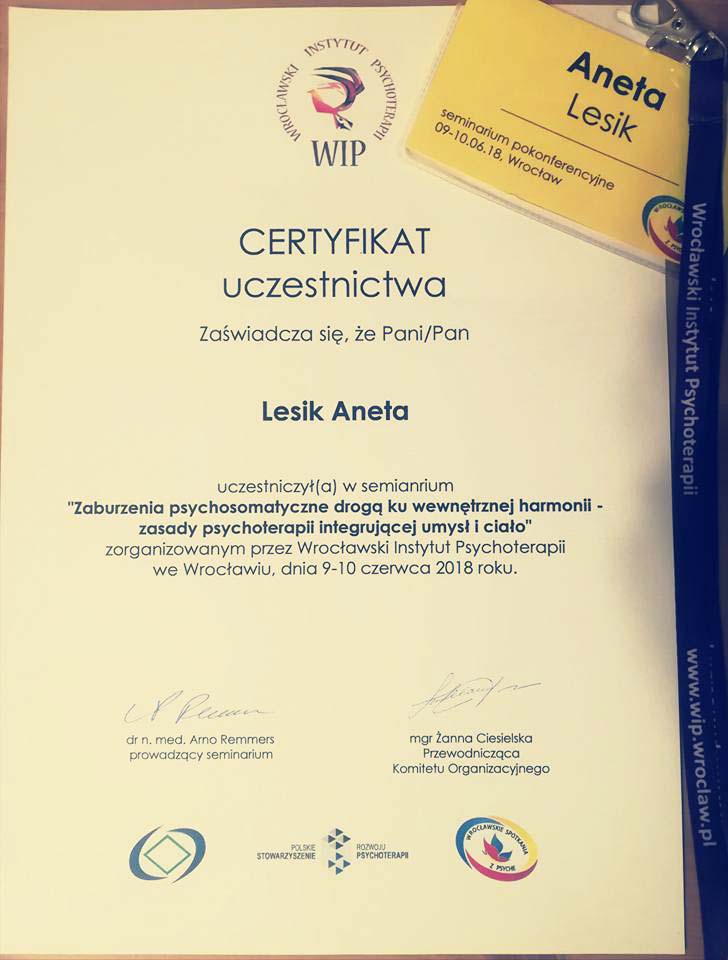 WROCŁAWSKI INSTYTUT PSYCHOTERAPII
WIP
Aneta
Lesik
seminarium pokonferencyjne
09-10.06.18, Wrocław
CERTYFIKAT
uczestnictwa
Zaświadcza się, że Pani/Pan
Lesik Aneta
uczestniczył(a) w semianrium
"Zaburzenia psychosomatyczne drogą ku wewnętrznej harmonii -
zasady psychoterapii integrującej umysł i ciało"
zorganizowanym przez Wrocławski Instytut Psychoterapii
we Wrocławiu, dnia 9-10 czerwca 2018 roku.
dr n. med. Arno Remmers
prowadzący seminarium
mgr Żanna Ciesielska
Przewodnicząca
Komitetu Organizacyjnego
POLSKIE ROZWOJU
STOWARZYSZENIE PSYCHOTERAPII
WROCŁAWSKIE SPOTKANIA
Z PSYCHE
Wrocławski Instytut Psychoterapii
www.wip.wroclaw.pl